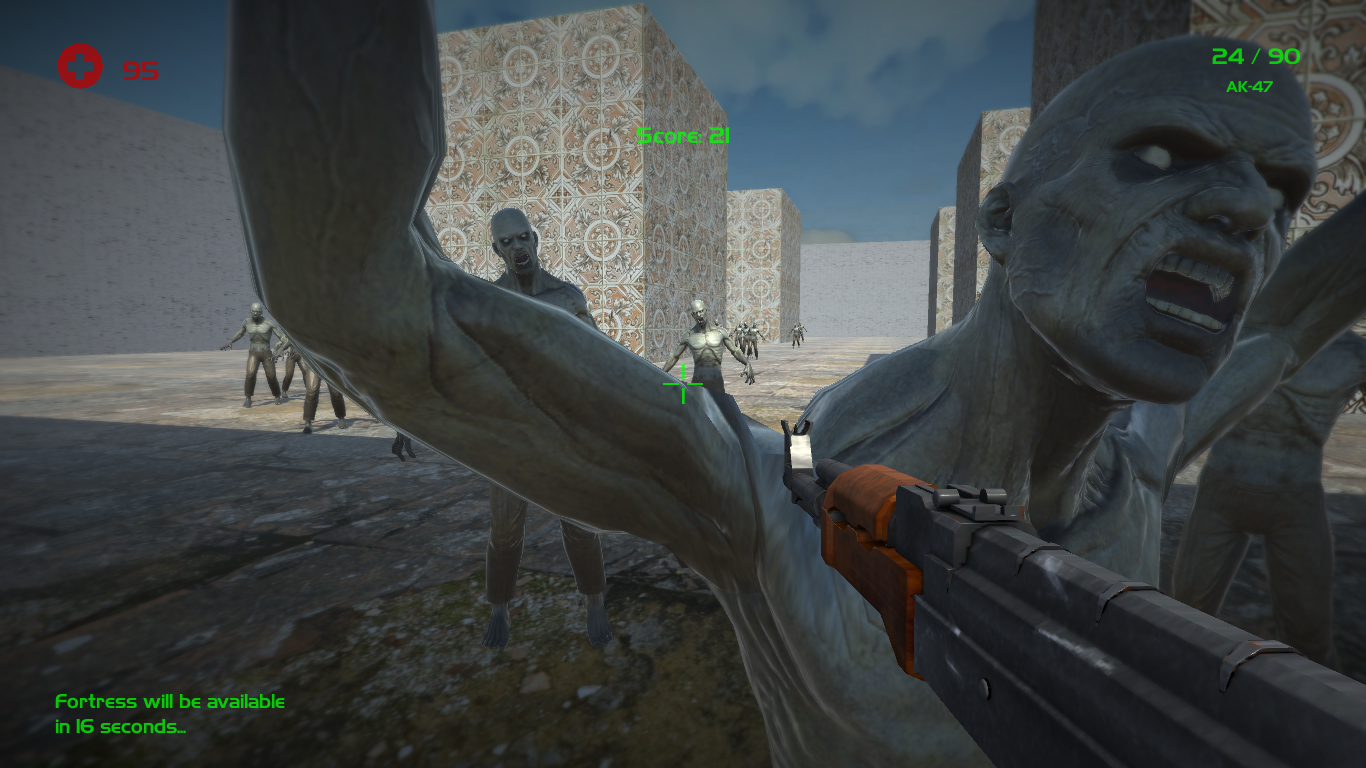 95
24 / 90
AK-47
Score: 21
Fortress will be available
in 16 seconds...